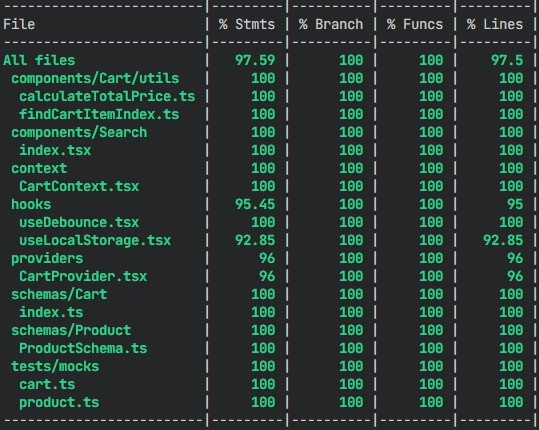 --------------------------|---------|----------|---------|---------|
File                      | % Stmts | % Branch | % Funcs | % Lines |
--------------------------|---------|----------|---------|---------|
All files                 |   97.59 |      100 |     100 |    97.5 |
 components/Cart/utils    |     100 |      100 |     100 |     100 |
  calculateTotalPrice.ts  |     100 |      100 |     100 |     100 |
  findCartItemIndex.ts    |     100 |      100 |     100 |     100 |
 components/Search        |     100 |      100 |     100 |     100 |
  index.tsx               |     100 |      100 |     100 |     100 |
 context                  |     100 |      100 |     100 |     100 |
  CartContext.tsx         |     100 |      100 |     100 |     100 |
 hooks                    |   95.45 |      100 |     100 |      95 |
  useDebounce.tsx         |     100 |      100 |     100 |     100 |
  useLocalStorage.tsx     |   92.85 |      100 |     100 |   92.85 |
 providers                |      96 |      100 |     100 |      96 |
  CartProvider.tsx        |      96 |      100 |     100 |      96 |
 schemas/Cart             |     100 |      100 |     100 |     100 |
  index.ts                |     100 |      100 |     100 |     100 |
 schemas/Product          |     100 |      100 |     100 |     100 |
  ProductSchema.ts        |     100 |      100 |     100 |     100 |
 tests/mocks              |     100 |      100 |     100 |     100 |
  cart.ts                 |     100 |      100 |     100 |     100 |
  product.ts              |     100 |      100 |     100 |     100 |
--------------------------|---------|----------|---------|---------|